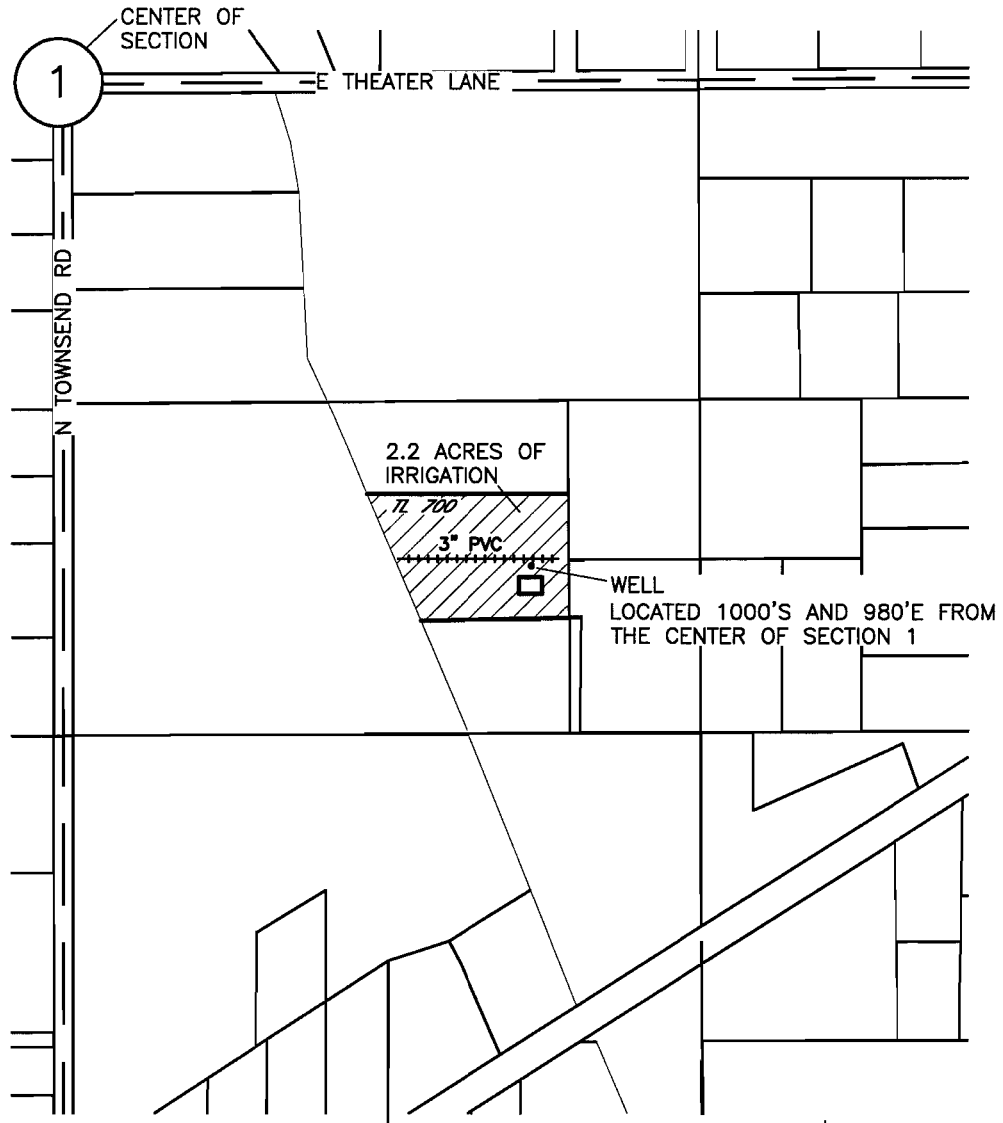 CENTER OF
SECTION
1
E THEATER LANE
N TOWNSEND RD
2.2 ACRES OF
IRRIGATION
TL 700
3" PVC
WELL
LOCATED 1000'S AND 980'E FROM
THE CENTER OF SECTION 1